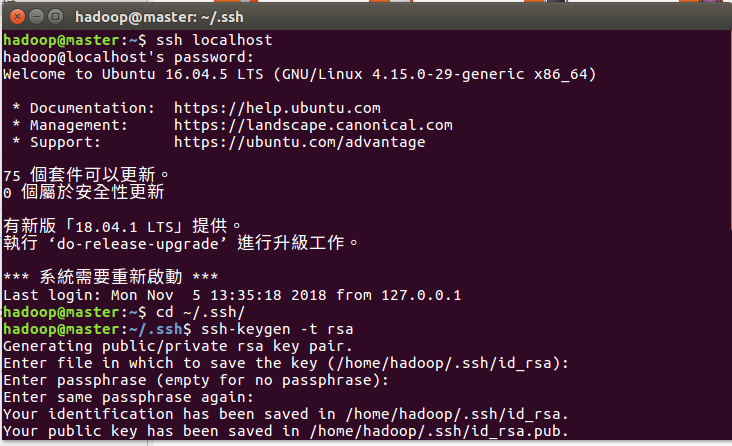 hadoop@master: ~/.ssh
hadoop@master:~$ ssh localhost
hadoop@localhost's password:
Welcome to Ubuntu 16.04.5 LTS (GNU/Linux 4.15.0-29-generic x86_64)
* Documentation:  https://help.ubuntu.com
* Management:     https://landscape.canonical.com
* Support:        https://ubuntu.com/advantage
75 個套件可以更新。
0 個屬於安全性更新
有新版「18.04.1 LTS」提供。
執行 ‘do-release-upgrade’ 進行升級工作。
*** 系統需要重新啟動 ***
Last login: Mon Nov  5 13:35:18 2018 from 127.0.0.1
hadoop@master:~$ cd ~/.ssh/
hadoop@master:~/.ssh$ ssh-keygen -t rsa
Generating public/private rsa key pair.
Enter file in which to save the key (/home/hadoop/.ssh/id_rsa):
Enter passphrase (empty for no passphrase):
Enter same passphrase again:
Your identification has been saved in /home/hadoop/.ssh/id_rsa.
Your public key has been saved in /home/hadoop/.ssh/id_rsa.pub.